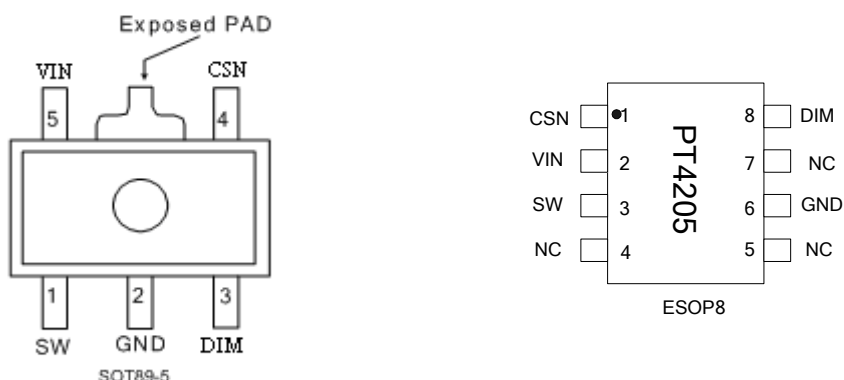 Exposed PAD
VIN
CSN
5
4
1
2
3
SW
GND
DIM
SOT89-5
CSN
1
8
DIM
VIN
2
7
NC
SW
3
6
GND
NC
4
5
NC
PT4205
ESOP8